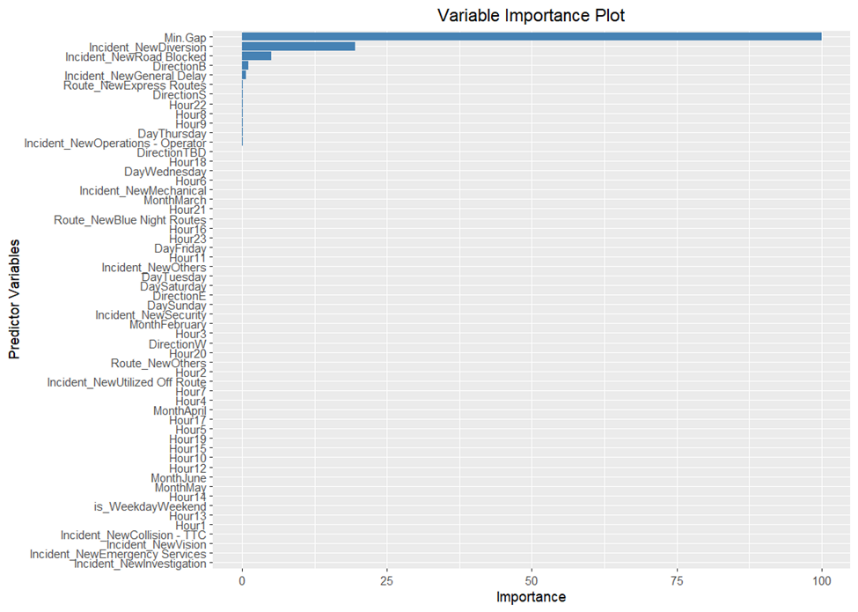 Variable Importance Plot
Predictor Variables
Min.Gap
Incident_NewDiversion
Incident_NewRoad Blocked
DirectionB
Incident_NewGeneral Delay
Route_NewExpress Routes
DirectionS
Hour22
Hour8
Hour9
DayThursday
Incident_NewOperations - Operator
DirectionTBD
Hour18
DayWednesday
Hour6
Incident_NewMechanical
MonthMarch
Hour21
Route_NewBlue Night Routes
Hour16
Hour23
DayFriday
Hour11
Incident_NewOthers
DayTuesday
DaySaturday
DirectionE
DaySunday
Incident_NewSecurity
MonthFebruary
Hour3
DirectionW
Hour20
Route_NewOthers
Hour2
Incident_NewUtilized Off Route
Hour7
Hour4
MonthApril
Hour17
Hour5
Hour19
Hour15
Hour10
Hour12
MonthJune
MonthMay
Hour14
is_WeekdayWeekend
Hour13
Hour1
Incident_NewCollision - TTC
Incident_NewVision
Incident_NewEmergency Services
Incident_NewInvestigation
0 25 50 75 100
Importance